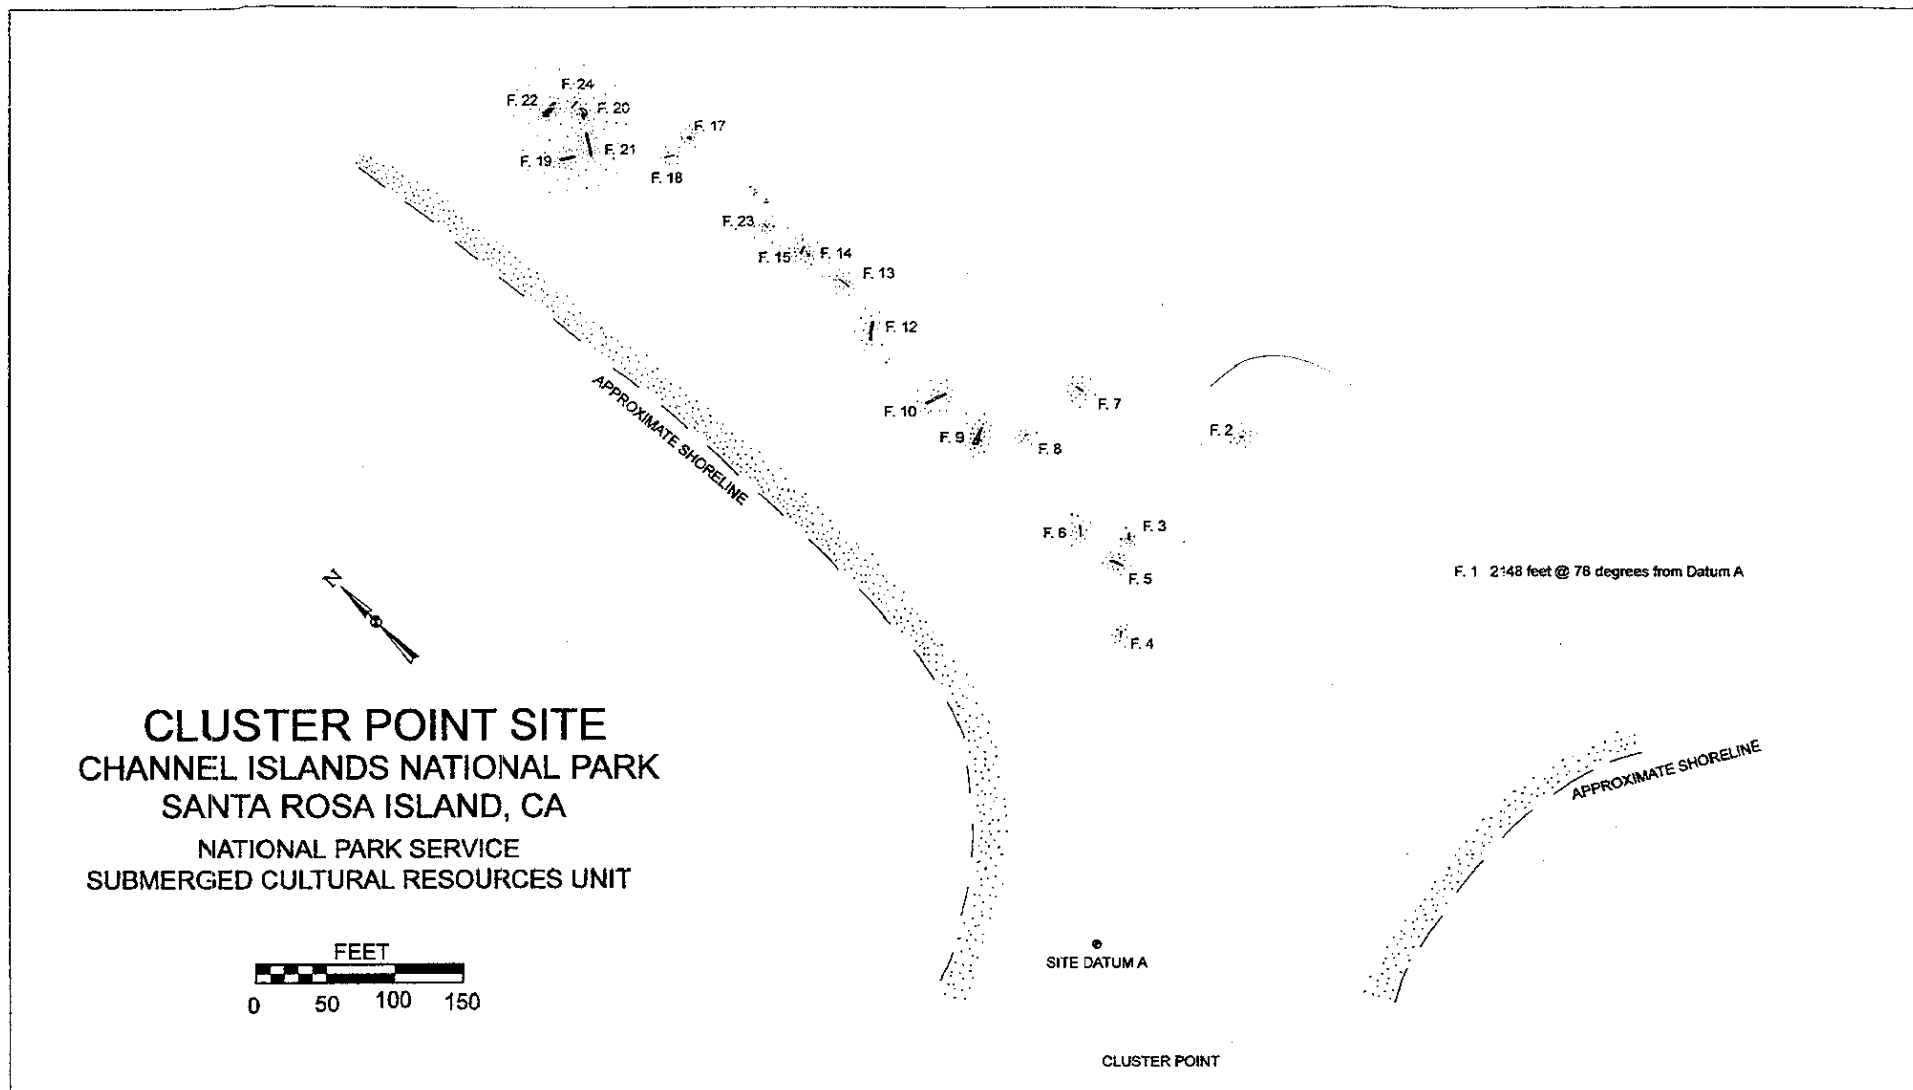 F. 24
F. 22
F. 20
F. 17
F. 19
F. 21
F. 18
F. 23
F. 15
F. 14
F. 13
F. 12
F. 10
F. 7
F. 9
F. 8
F. 2
APPROXIMATE SHORELINE
F. 6
F. 3
F. 5
F. 1 2148 feet @ 78 degrees from Datum A
F. 4
N
CLUSTER POINT SITE
CHANNEL ISLANDS NATIONAL PARK
SANTA ROSA ISLAND, CA
NATIONAL PARK SERVICE
SUBMERGED CULTURAL RESOURCES UNIT
APPROXIMATE SHORELINE
FEET
0 50 100 150
SITE DATUM A
CLUSTER POINT